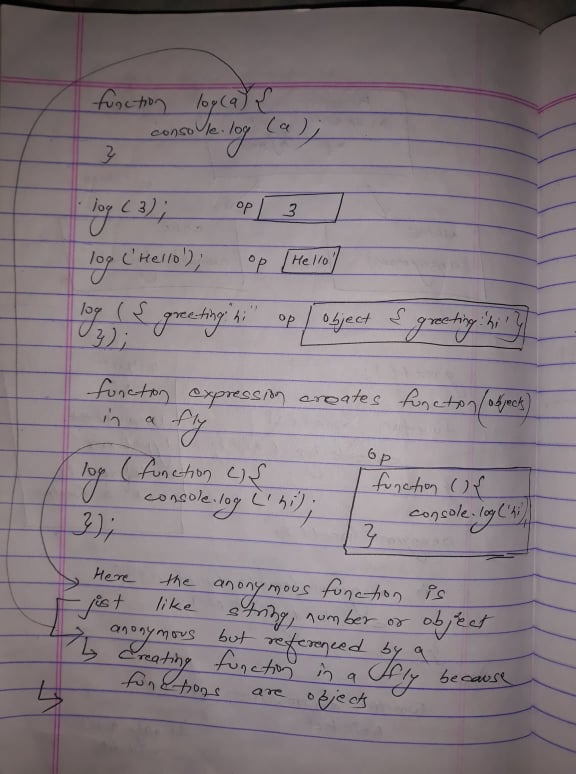 function log(a) {
console.log (a);
}
log (3); op 3
log ('Hello'); op Hello
log ({ greeting:'hi' op object { greeting:'hi' }
});
function expression creates function (objects)
in a fly
op
log (function () { function () {
console.log ('hi); console.log ('hi');
}); }
Here the anonymous function is
jist like string, number or object
anonymous but referenced by a
creating function in a fly because
functions are objects